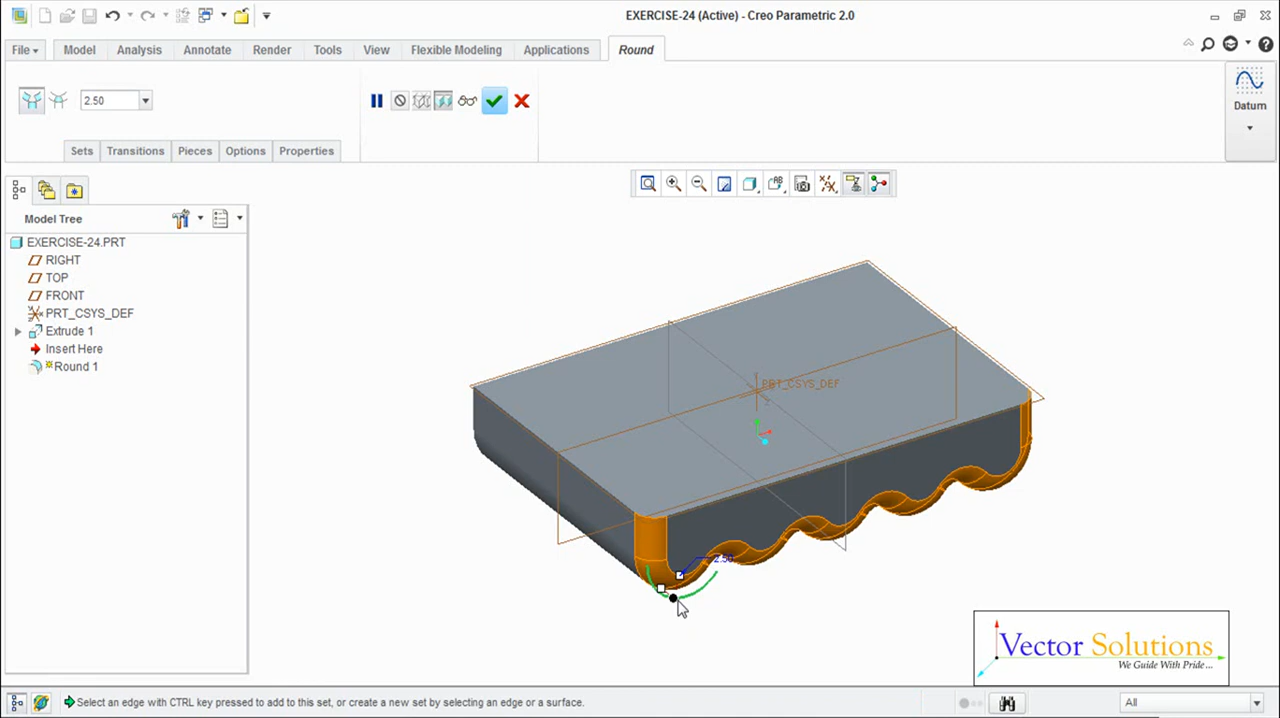 EXERCISE-24 (Active) - Creo Parametric 2.0
File Model Analysis Annotate Render Tools View Flexible Modeling Applications Round
2.50
Datum
Sets Transitions Pieces Options Properties
Model Tree
EXERCISE-24.PRT
RIGHT
TOP
FRONT
PRT_CSYS_DEF
Extrude 1
Insert Here
Round 1
PRT_CSYS_DEF
2.50
Vector Solutions
We Guide With Pride...
Select an edge with CTRL key pressed to add to this set, or create a new set by selecting an edge or a surface.
All